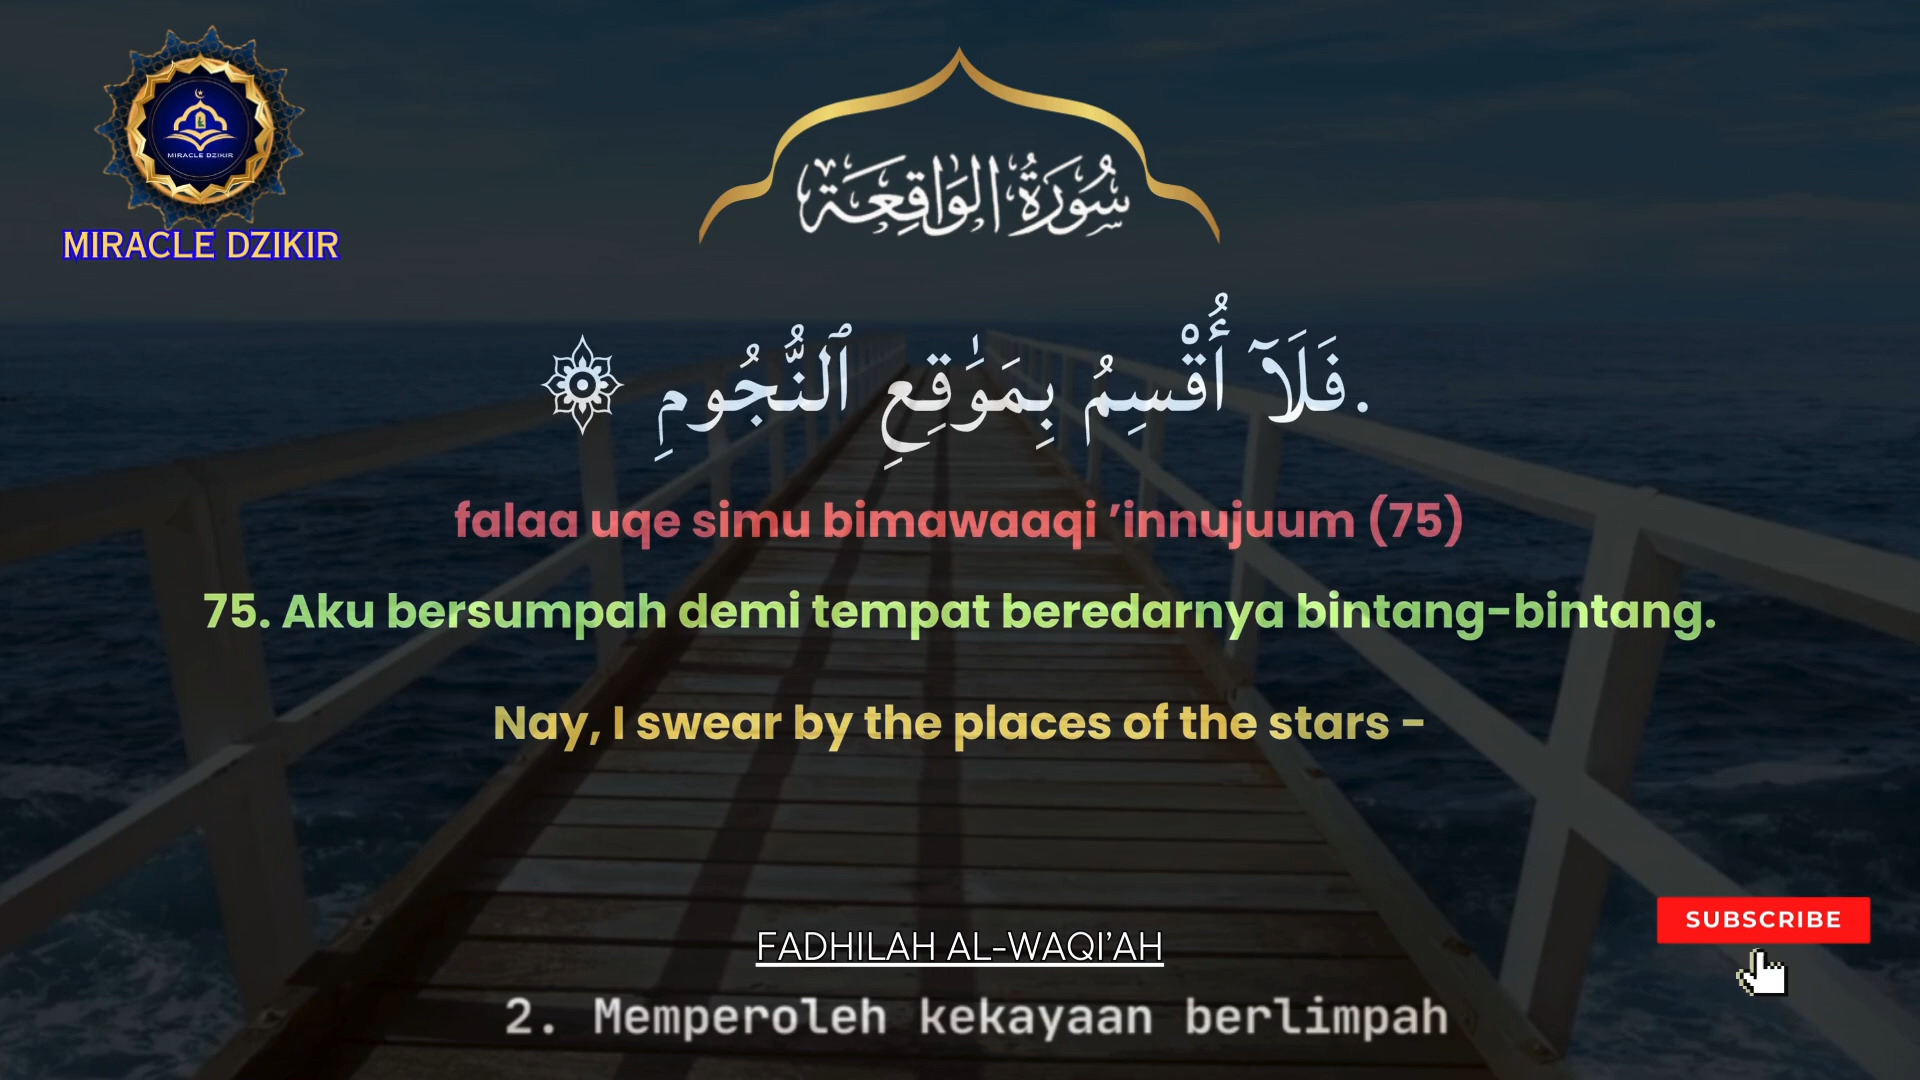 MIRACLE DZIKIR
MIRACLE DZIKIR
سُورَةُ الوَاقِعَة
.فَلَآ أُقْسِمُ بِمَوَٰقِعِ ٱلنُّجُومِ ۞
falaa uqe simu bimawaaqi ’innujuum (75)
75. Aku bersumpah demi tempat beredarnya bintang-bintang.
Nay, I swear by the places of the stars -
SUBSCRIBE
FADHILAH AL-WAQI’AH
2. Memperoleh kekayaan berlimpah